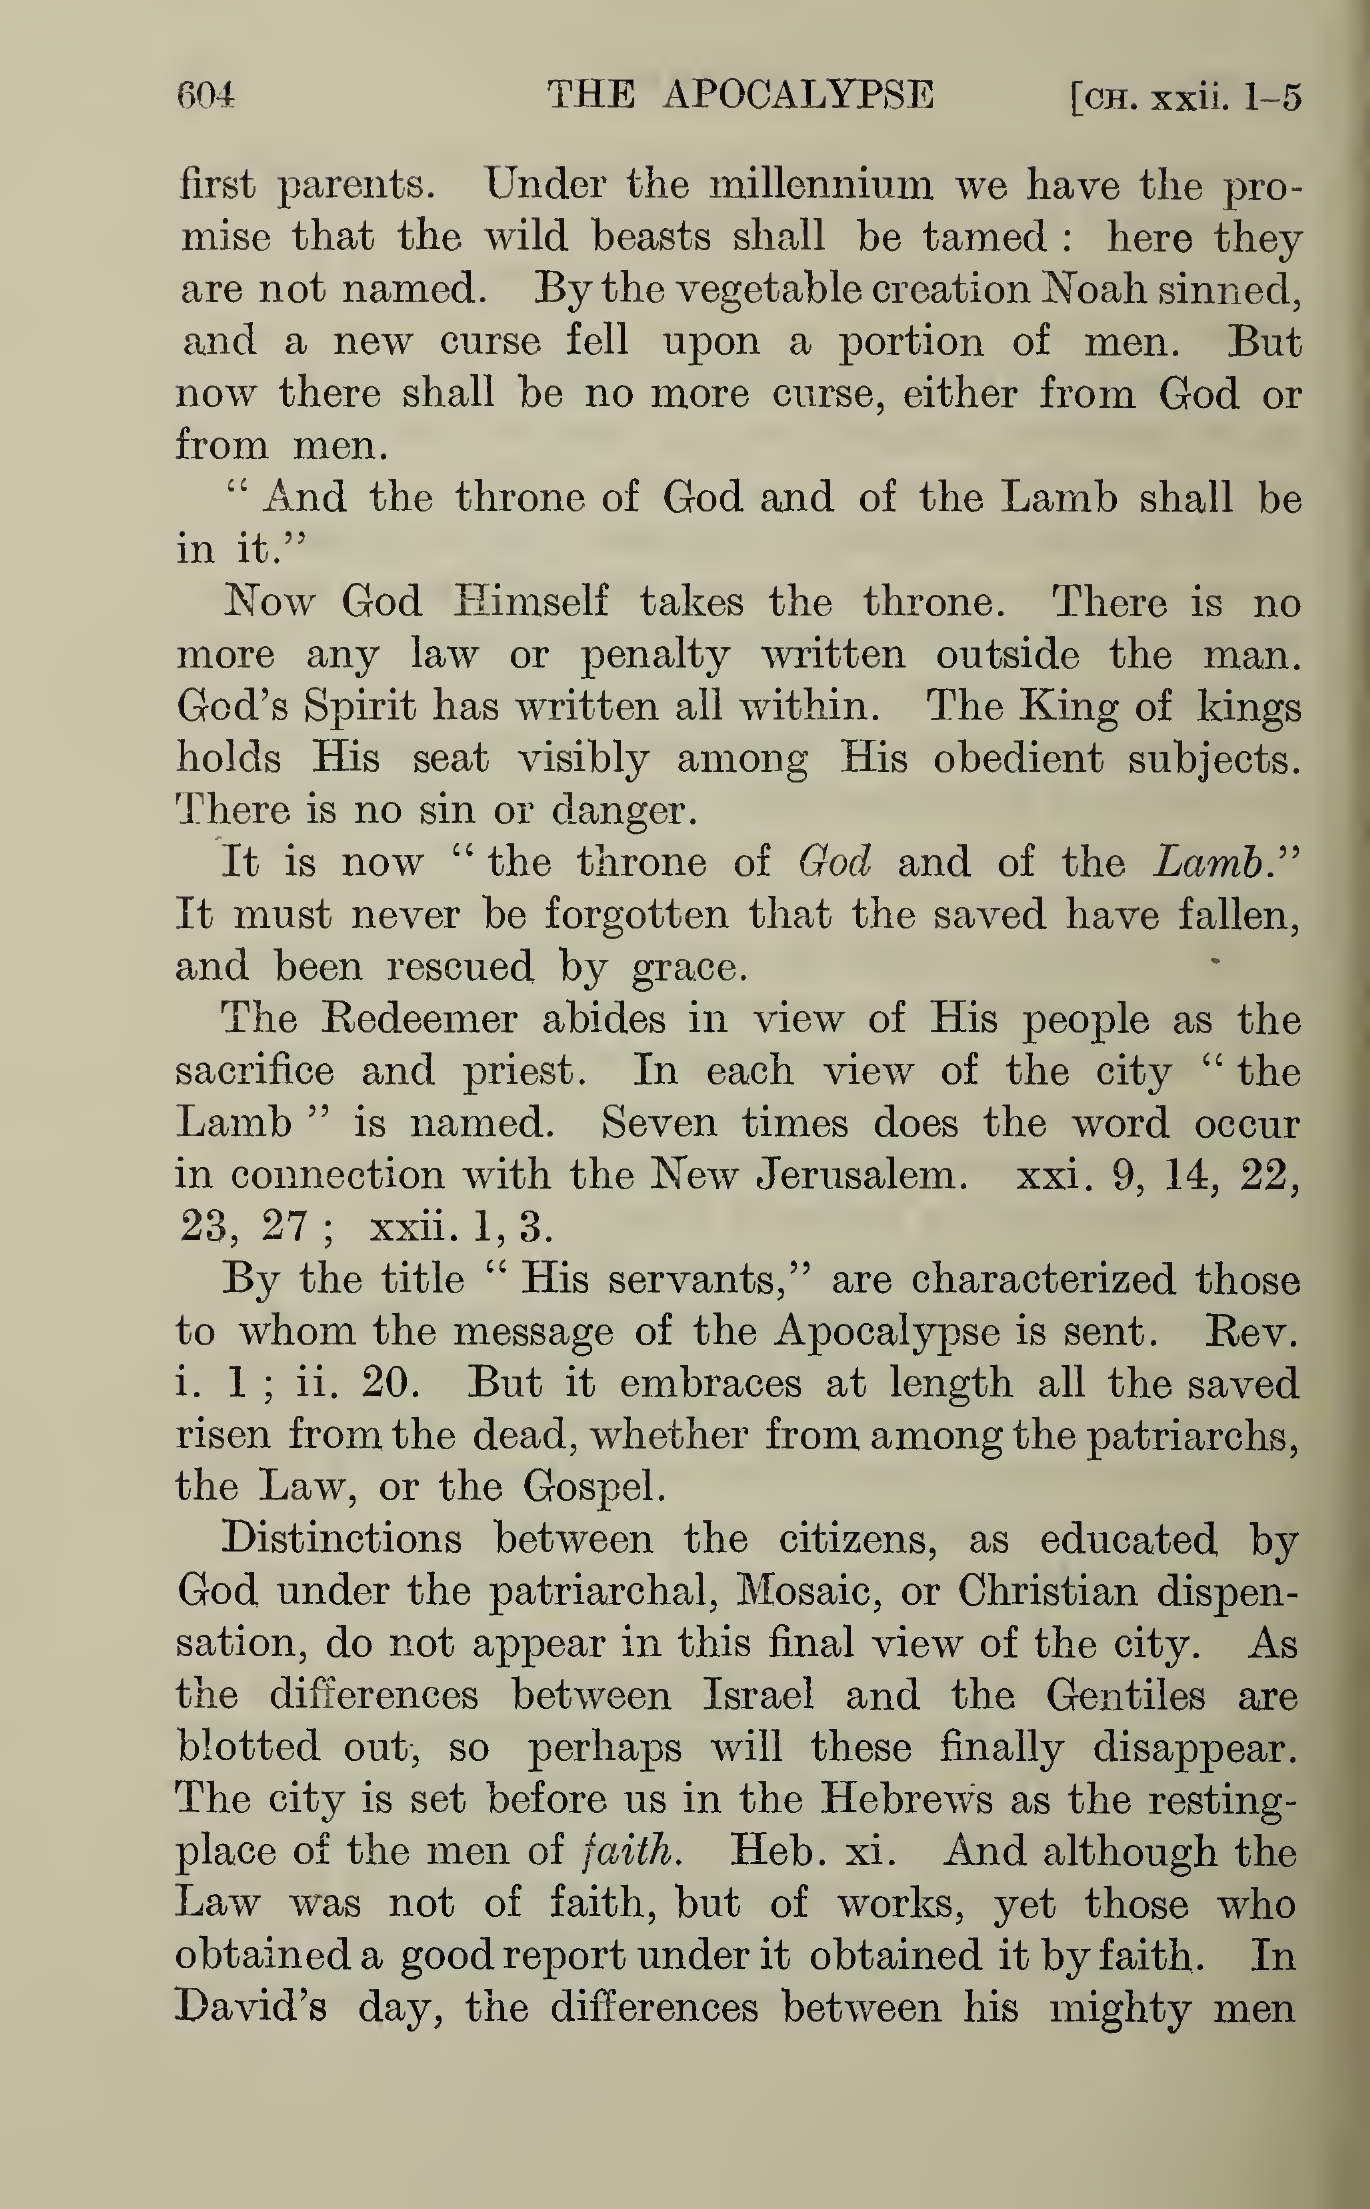 604 THE APOCALYPSE [CH. xxii. 1–5
first parents. Under the millennium we have the pro-
mise that the wild beasts shall be tamed : here they
are not named. By the vegetable creation Noah sinned,
and a new curse fell upon a portion of men. But
now there shall be no more curse, either from God or
from men.
“ And the throne of God and of the Lamb shall be
in it.”
Now God Himself takes the throne. There is no
more any law or penalty written outside the man.
God’s Spirit has written all within. The King of kings
holds His seat visibly among His obedient subjects.
There is no sin or danger.
It is now “ the throne of God and of the Lamb.”
It must never be forgotten that the saved have fallen,
and been rescued by grace.
The Redeemer abides in view of His people as the
sacrifice and priest. In each view of the city “ the
Lamb ” is named. Seven times does the word occur
in connection with the New Jerusalem. xxi. 9, 14, 22,
23, 27 ; xxii. 1, 3.
By the title “ His servants,” are characterized those
to whom the message of the Apocalypse is sent. Rev.
i. 1 ; ii. 20. But it embraces at length all the saved
risen from the dead, whether from among the patriarchs,
the Law, or the Gospel.
Distinctions between the citizens, as educated by
God under the patriarchal, Mosaic, or Christian dispen-
sation, do not appear in this final view of the city. As
the differences between Israel and the Gentiles are
blotted out, so perhaps will these finally disappear.
The city is set before us in the Hebrews as the resting-
place of the men of faith. Heb. xi. And although the
Law was not of faith, but of works, yet those who
obtained a good report under it obtained it by faith. In
David’s day, the differences between his mighty men